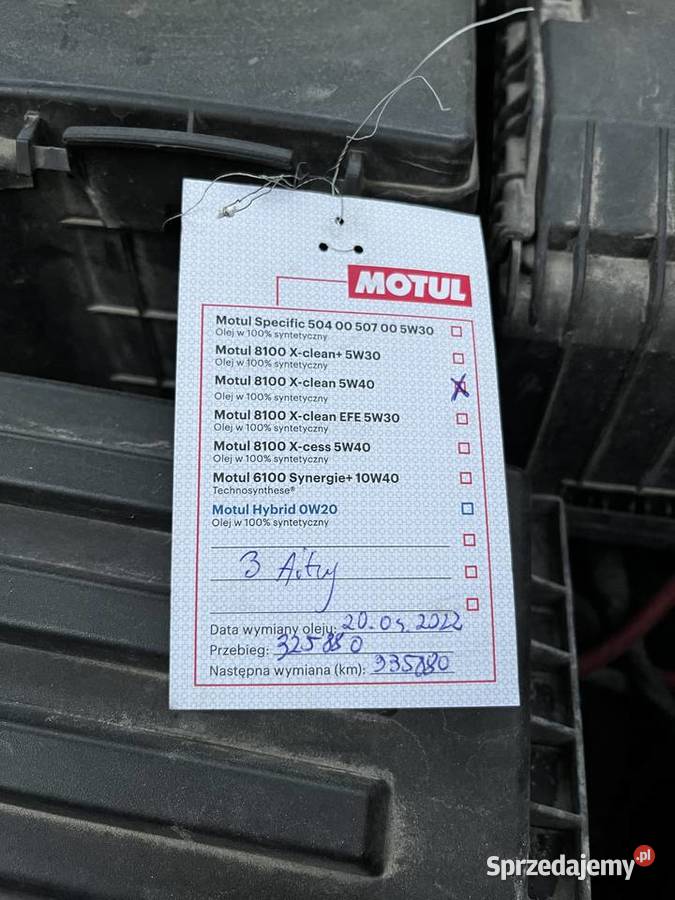 MOTUL
Motul Specific 504 00 507 00 5W30
Olej w 100% syntetyczny
Motul 8100 X-clean+ 5W30
Olej w 100% syntetyczny
Motul 8100 X-clean 5W40
Olej w 100% syntetyczny
Motul 8100 X-clean EFE 5W30
Olej w 100% syntetyczny
Motul 8100 X-cess 5W40
Olej w 100% syntetyczny
Motul 6100 Synergie+ 10W40
Technosynthese®
Motul Hybrid 0W20
Olej w 100% syntetyczny
3
Data wymiany oleju: 2022
Przebieg: 325880
Następna wymiana (km): 335880
Sprzedajemy.pl